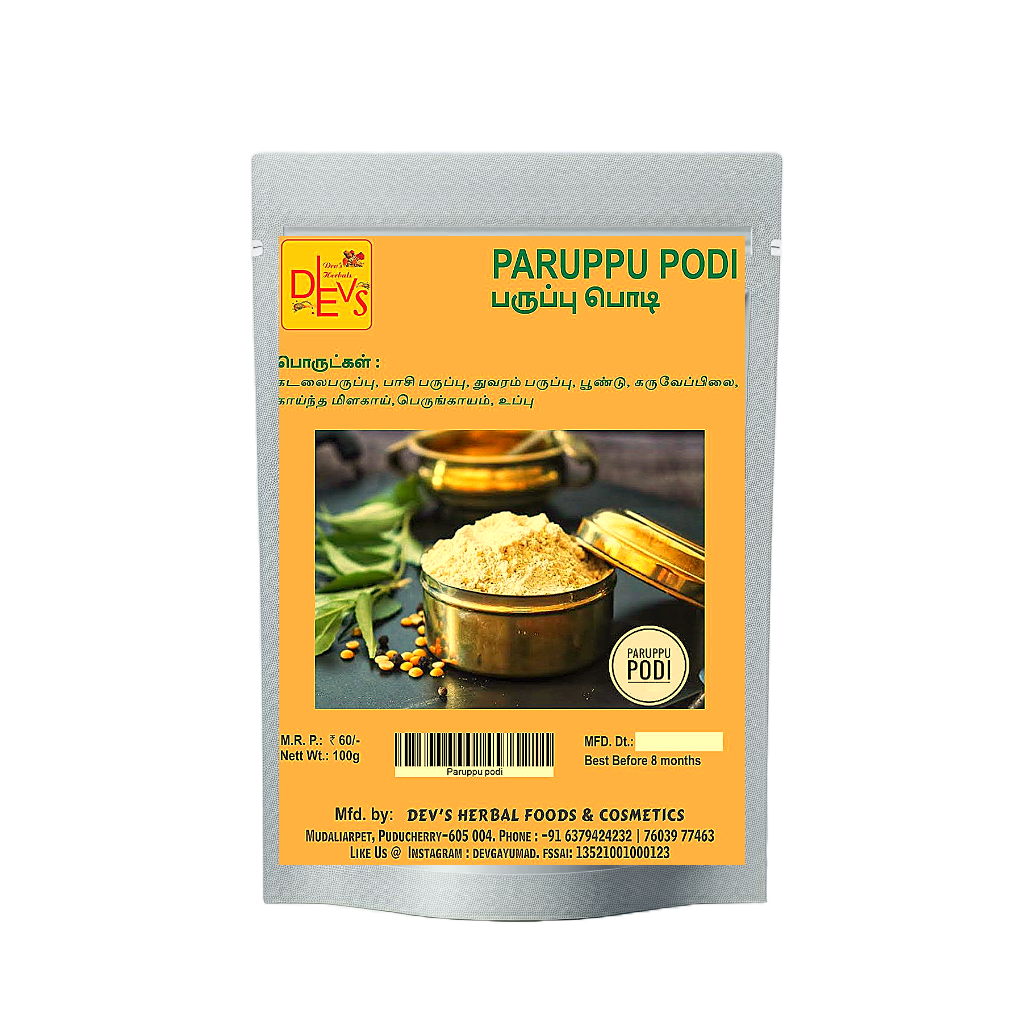 Dev's
Herbals
DEVS
PARUPPU PODI
பருப்பு பொடி
பொருட்கள் :
கடலைபருப்பு, பாசி பருப்பு, துவரம் பருப்பு, பூண்டு, கருவேப்பிலை,
காய்ந்த மிளகாய், பெருங்காயம், உப்பு
PARUPPU
PODI
M.R. P.: ₹ 60/-
Nett Wt.: 100g
Paruppu podi
MFD. Dt.:
Best Before 8 months
Mfd. by: DEV'S HERBAL FOODS & COSMETICS
MUDALIARPET, PUDUCHERRY-605 004. PHONE : -91 6379424232 | 76039 77463
LIKE US @ INSTAGRAM : DEVGAYUMAD. FSSAI: 13521001000123